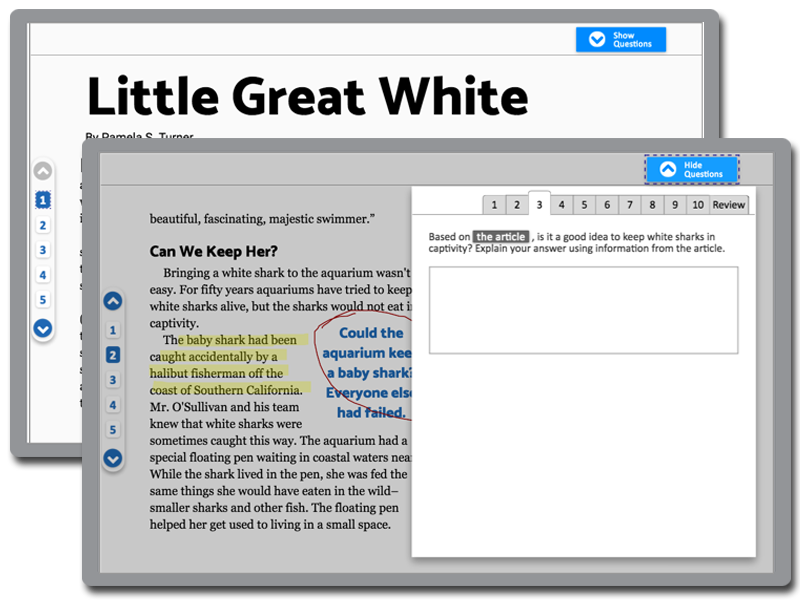 Show
Questions
Little Great White
By Pamela S. Turner
1
2
3
4
5
Hide
Questions
1 2 3 4 5 6 7 8 9 10 Review
Based on the article , is it a good idea to keep white sharks in
captivity? Explain your answer using information from the article.
1
2
3
4
5
beautiful, fascinating, majestic swimmer.”
Can We Keep Her?
Bringing a white shark to the aquarium wasn't
easy. For fifty years aquariums have tried to keep
white sharks alive, but the sharks would not eat
captivity.
The baby shark had been
caught accidentally by a
halibut fisherman off the
coast of Southern California.
Mr. O'Sullivan and his team
knew that white sharks were
sometimes caught this way. The aquarium had a
special floating pen waiting in coastal waters
While the shark lived in the pen, she was fed the
same things she would have eaten in the wild–
smaller sharks and other fish. The floating pen
helped her get used to living in a small space.
Could the
aquarium
a baby shark?
Everyone
had failed.